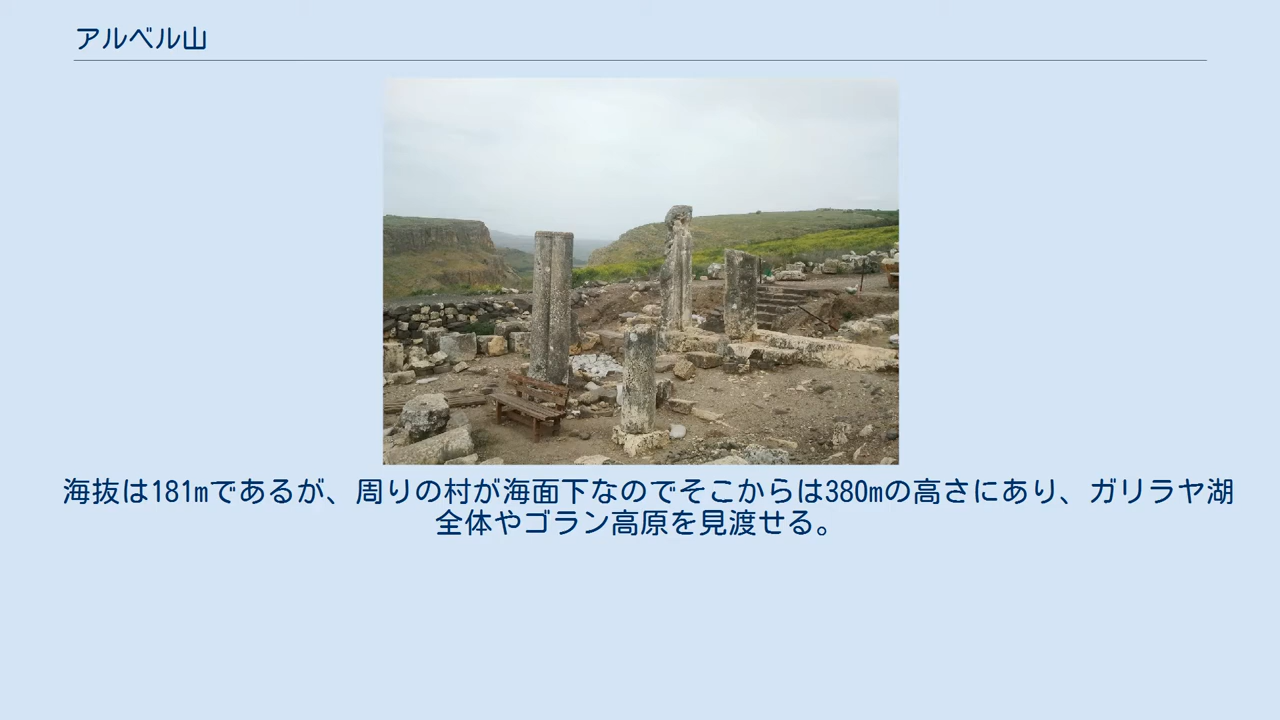 アルベル山
海抜は181mであるが、周りの村が海面下なのでそこからは380mの高さにあり、ガリラヤ湖
全体やゴラン高原を見渡せる。